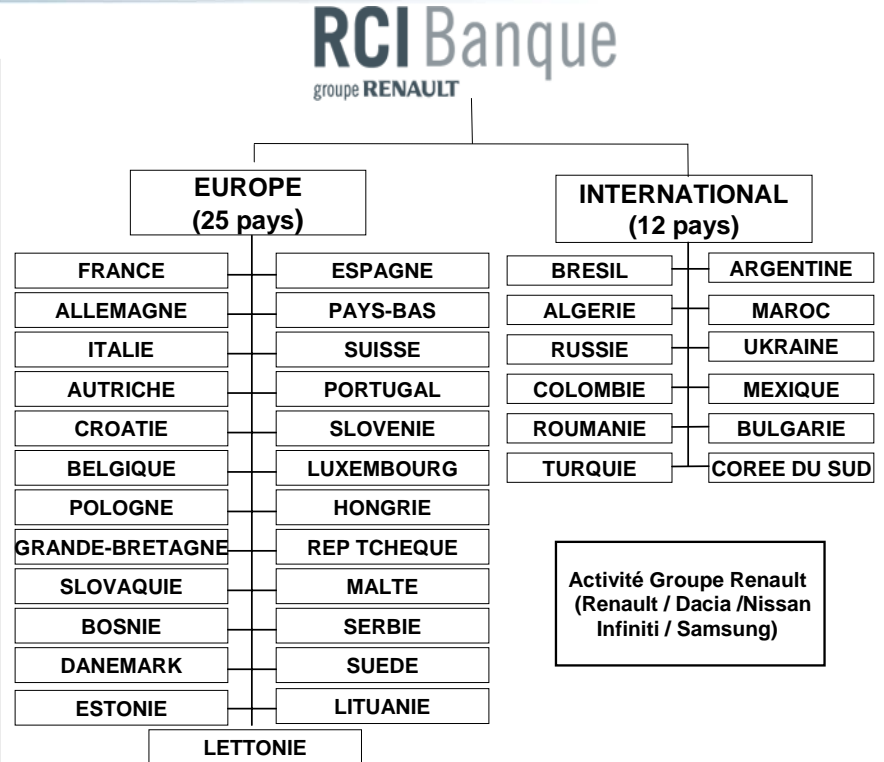 RCI Banque
groupe RENAULT
EUROPE
(25 pays)
INTERNATIONAL
(12 pays)
FRANCE
ESPAGNE
ALLEMAGNE
PAYS-BAS
ITALIE
SUISSE
AUTRICHE
PORTUGAL
CROATIE
SLOVENIE
BELGIQUE
LUXEMBOURG
POLOGNE
HONGRIE
GRANDE-BRETAGNE
REP TCHEQUE
SLOVAQUIE
MALTE
BOSNIE
SERBIE
DANEMARK
SUEDE
ESTONIE
LITUANIE
LETTONIE
BRESIL
ARGENTINE
ALGERIE
MAROC
RUSSIE
UKRAINE
COLOMBIE
MEXIQUE
ROUMANIE
BULGARIE
TURQUIE
COREE DU SUD
Activité Groupe Renault
(Renault / Dacia /Nissan
Infiniti / Samsung)